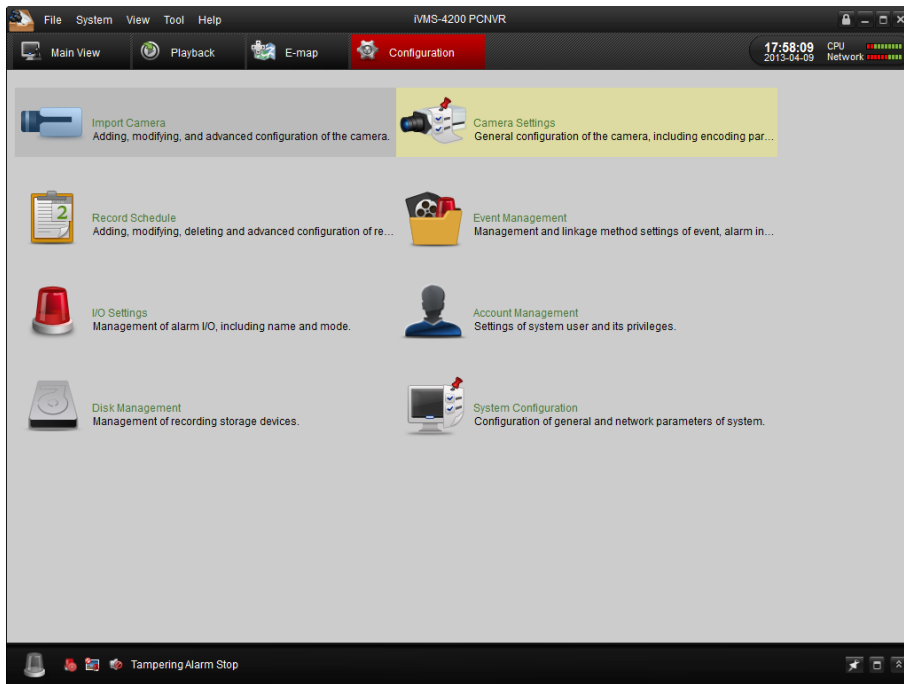 File System View Tool Help iVMS-4200 PCNVR
Main View Playback E-map Configuration 17:58:09 CPU
2013-04-09 Network
Import Camera
Adding, modifying, and advanced configuration of the camera.
Camera Settings
General configuration of the camera, including encoding par...
Record Schedule
Adding, modifying, deleting and advanced configuration of re...
Event Management
Management and linkage method settings of event, alarm in...
I/O Settings
Management of alarm I/O, including name and mode.
Account Management
Settings of system user and its privileges.
Disk Management
Management of recording storage devices.
System Configuration
Configuration of general and network parameters of system.
Tampering Alarm Stop
2